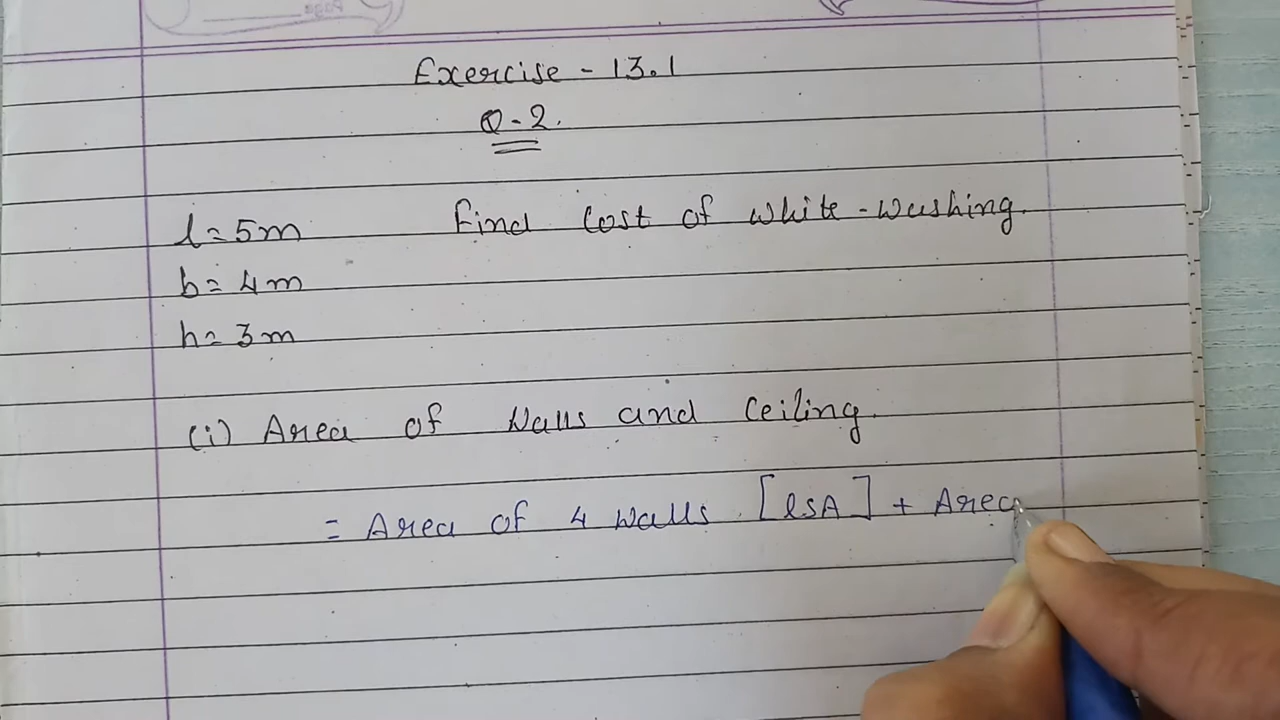 Page
Exercise - 13.1
Q-2.
l = 5m Find Cost of white-washing.
b = 4m
h = 3m
(i) Area of Walls and Ceiling.
= Area of 4 Walls [LSA] + Area